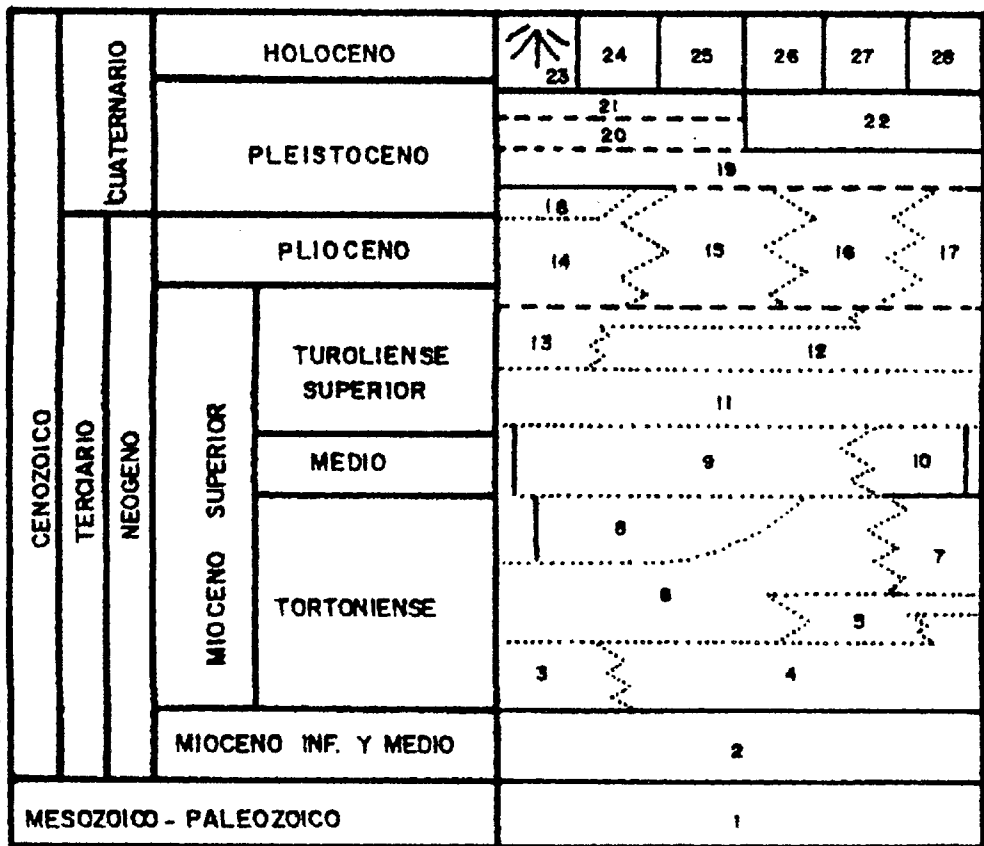 HOLOCENO
23 24 25 26 27 28
CUATERNARIO
PLEISTOCENO
21
20
22
19
18
PLIOCENO
14 15 16 17
CENOZOICO
TERCIARIO
NEOGENO
MIOCENO SUPERIOR
TUROLIENSE
SUPERIOR
13 12
11
MEDIO
9 10
TORTONIENSE
8
7
6
5
3 4
MIOCENO INF. Y MEDIO
2
MESOZOICO - PALEOZOICO
1